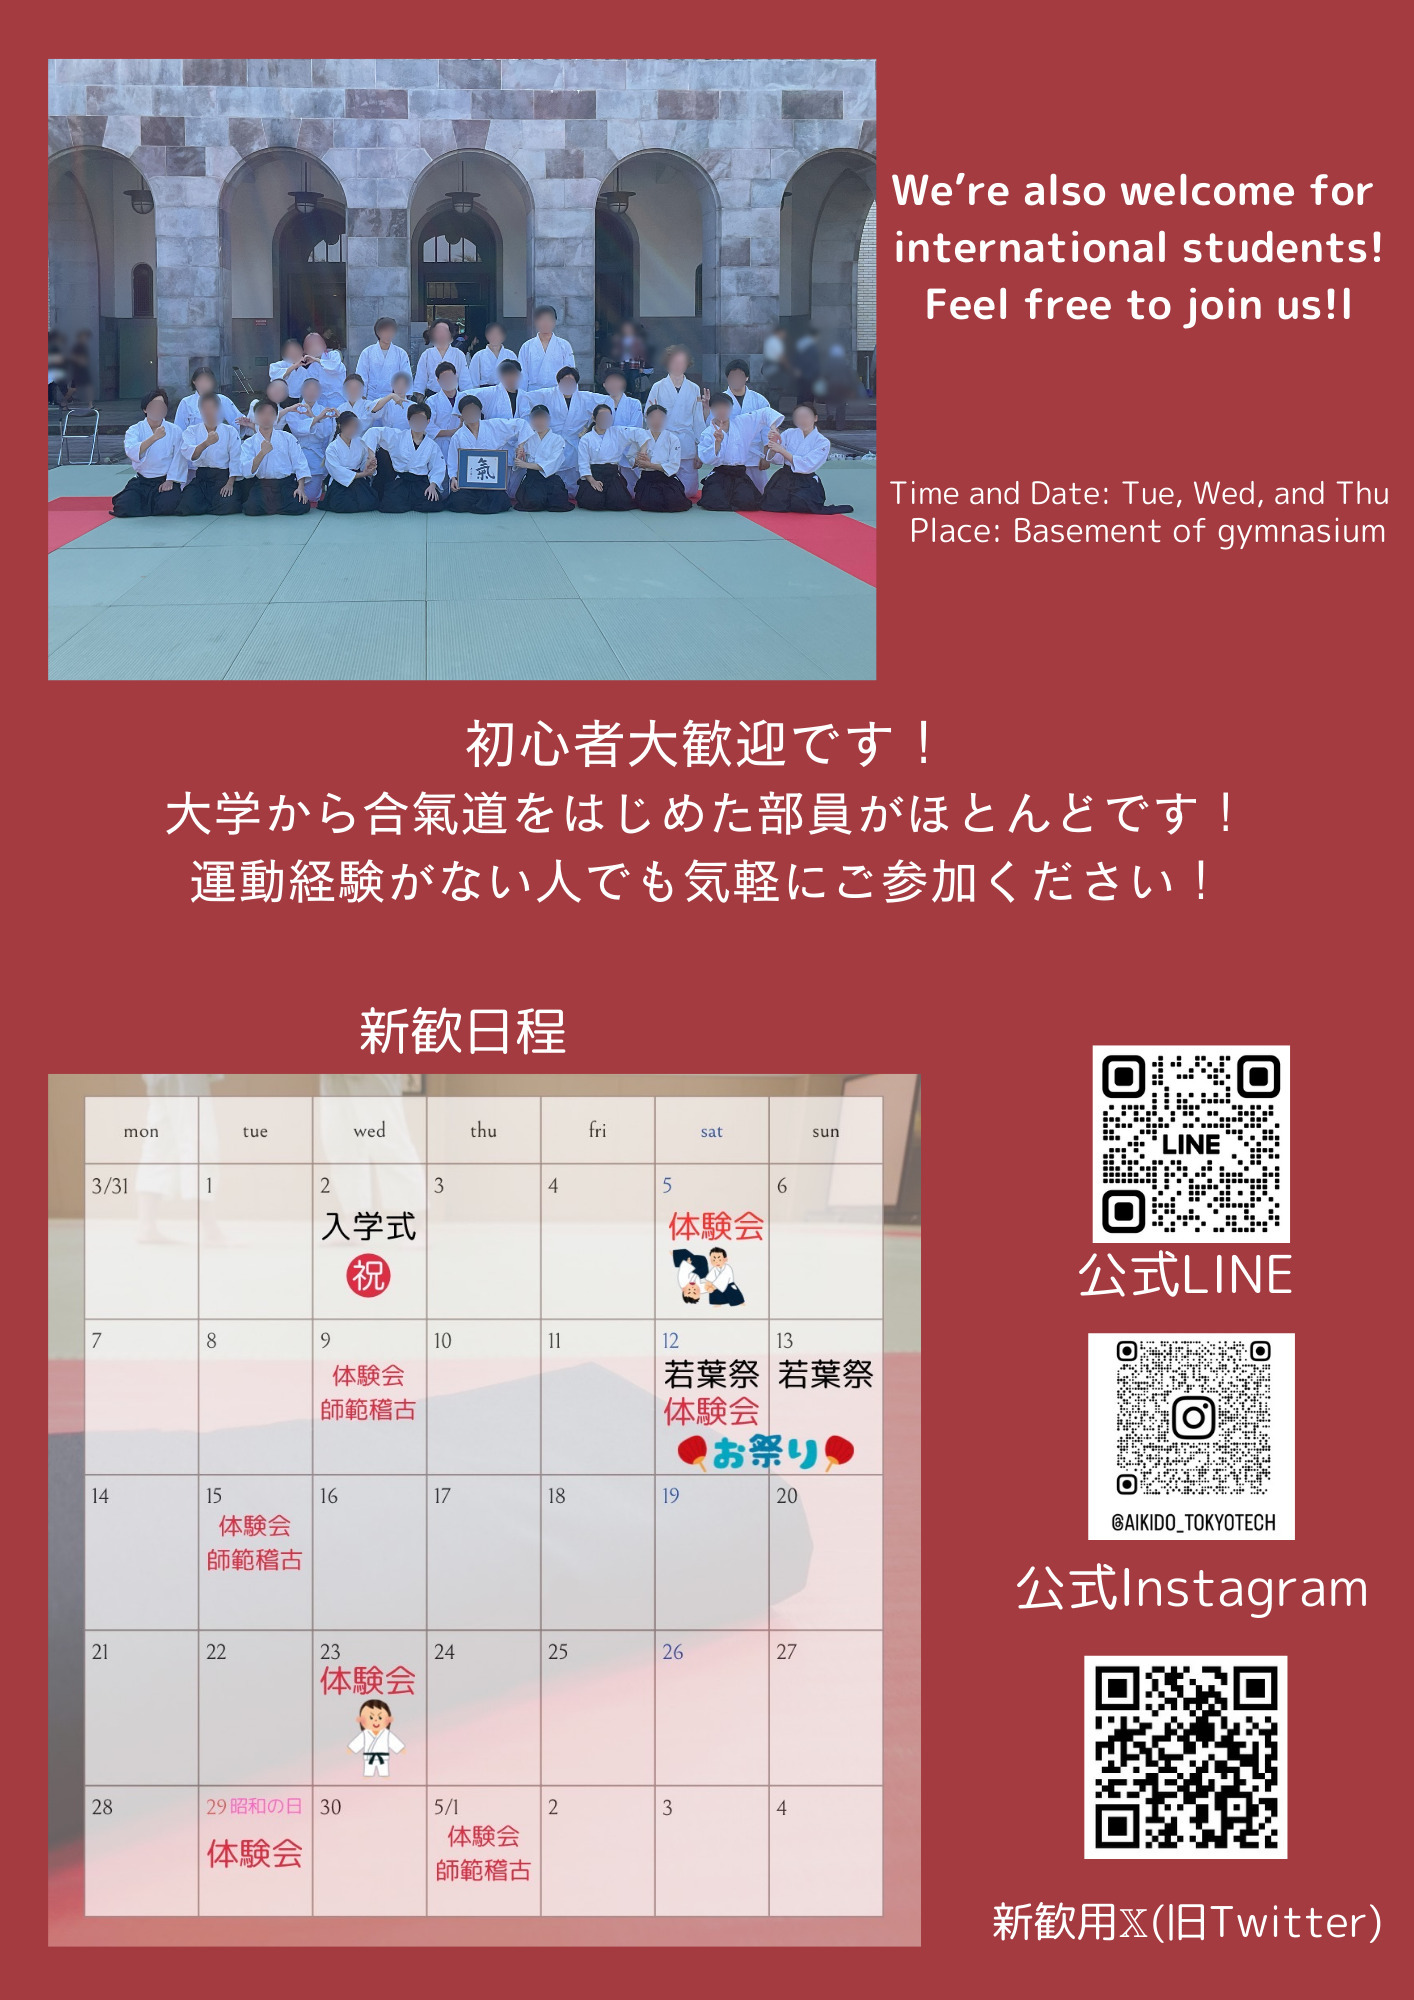 We’re also welcome for
international students!
Feel free to join us!l
氣
Time and Date: Tue, Wed, and Thu
Place: Basement of gymnasium
初心者大歓迎です！
大学から合氣道をはじめた部員がほとんどです！
運動経験がない人でも気軽にご参加ください！
新歓日程
mon tue wed thu fri sat sun
3/31 1 2 3 4 5 6
入学式 体験会
祝
7 8 9 10 11 12 13
体験会 若葉祭 若葉祭
師範稽古 体験会
お祭り
14 15 16 17 18 19 20
体験会
師範稽古
21 22 23 24 25 26 27
体験会
28 29 昭和の日 30 5/1 2 3 4
体験会 体験会
師範稽古
LINE
公式LINE
@AIKIDO_TOKYOTECH
公式Instagram
新歓用𝕏(旧Twitter)